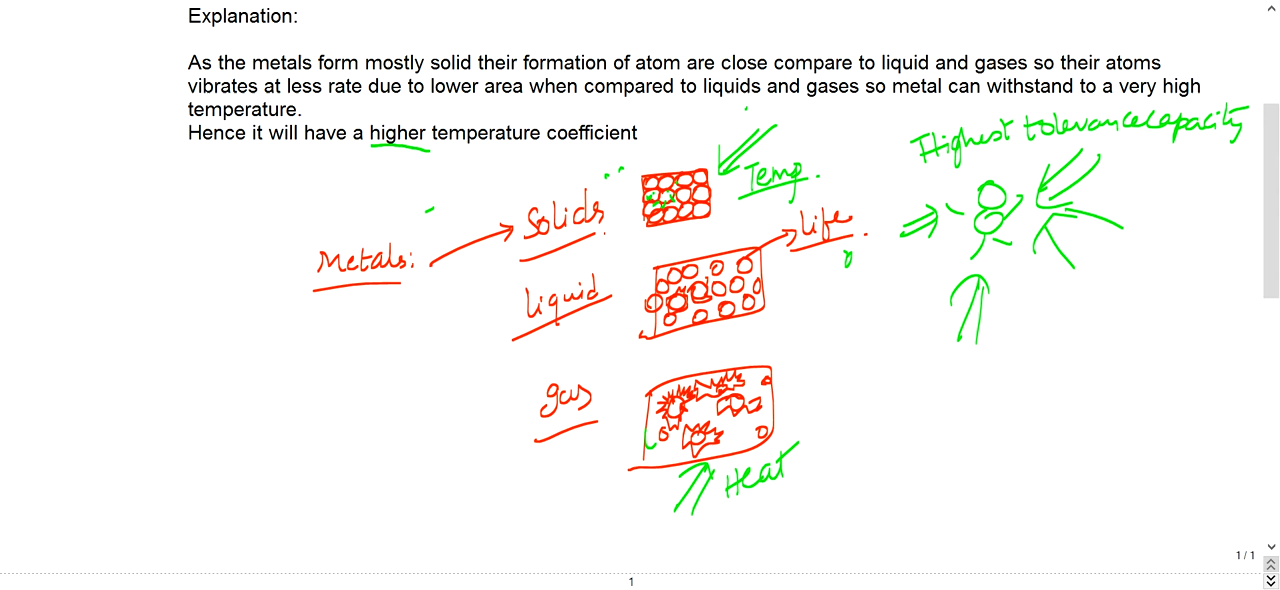 Explanation:
As the metals form mostly solid their formation of atom are close compare to liquid and gases so their atoms
vibrates at less rate due to lower area when compared to liquids and gases so metal can withstand to a very high
temperature.
Hence it will have a higher temperature coefficient
Highest tolerance capacity
Temp.
Solids
life.
Metals:
liquid
gas
Heat
1 / 1
1